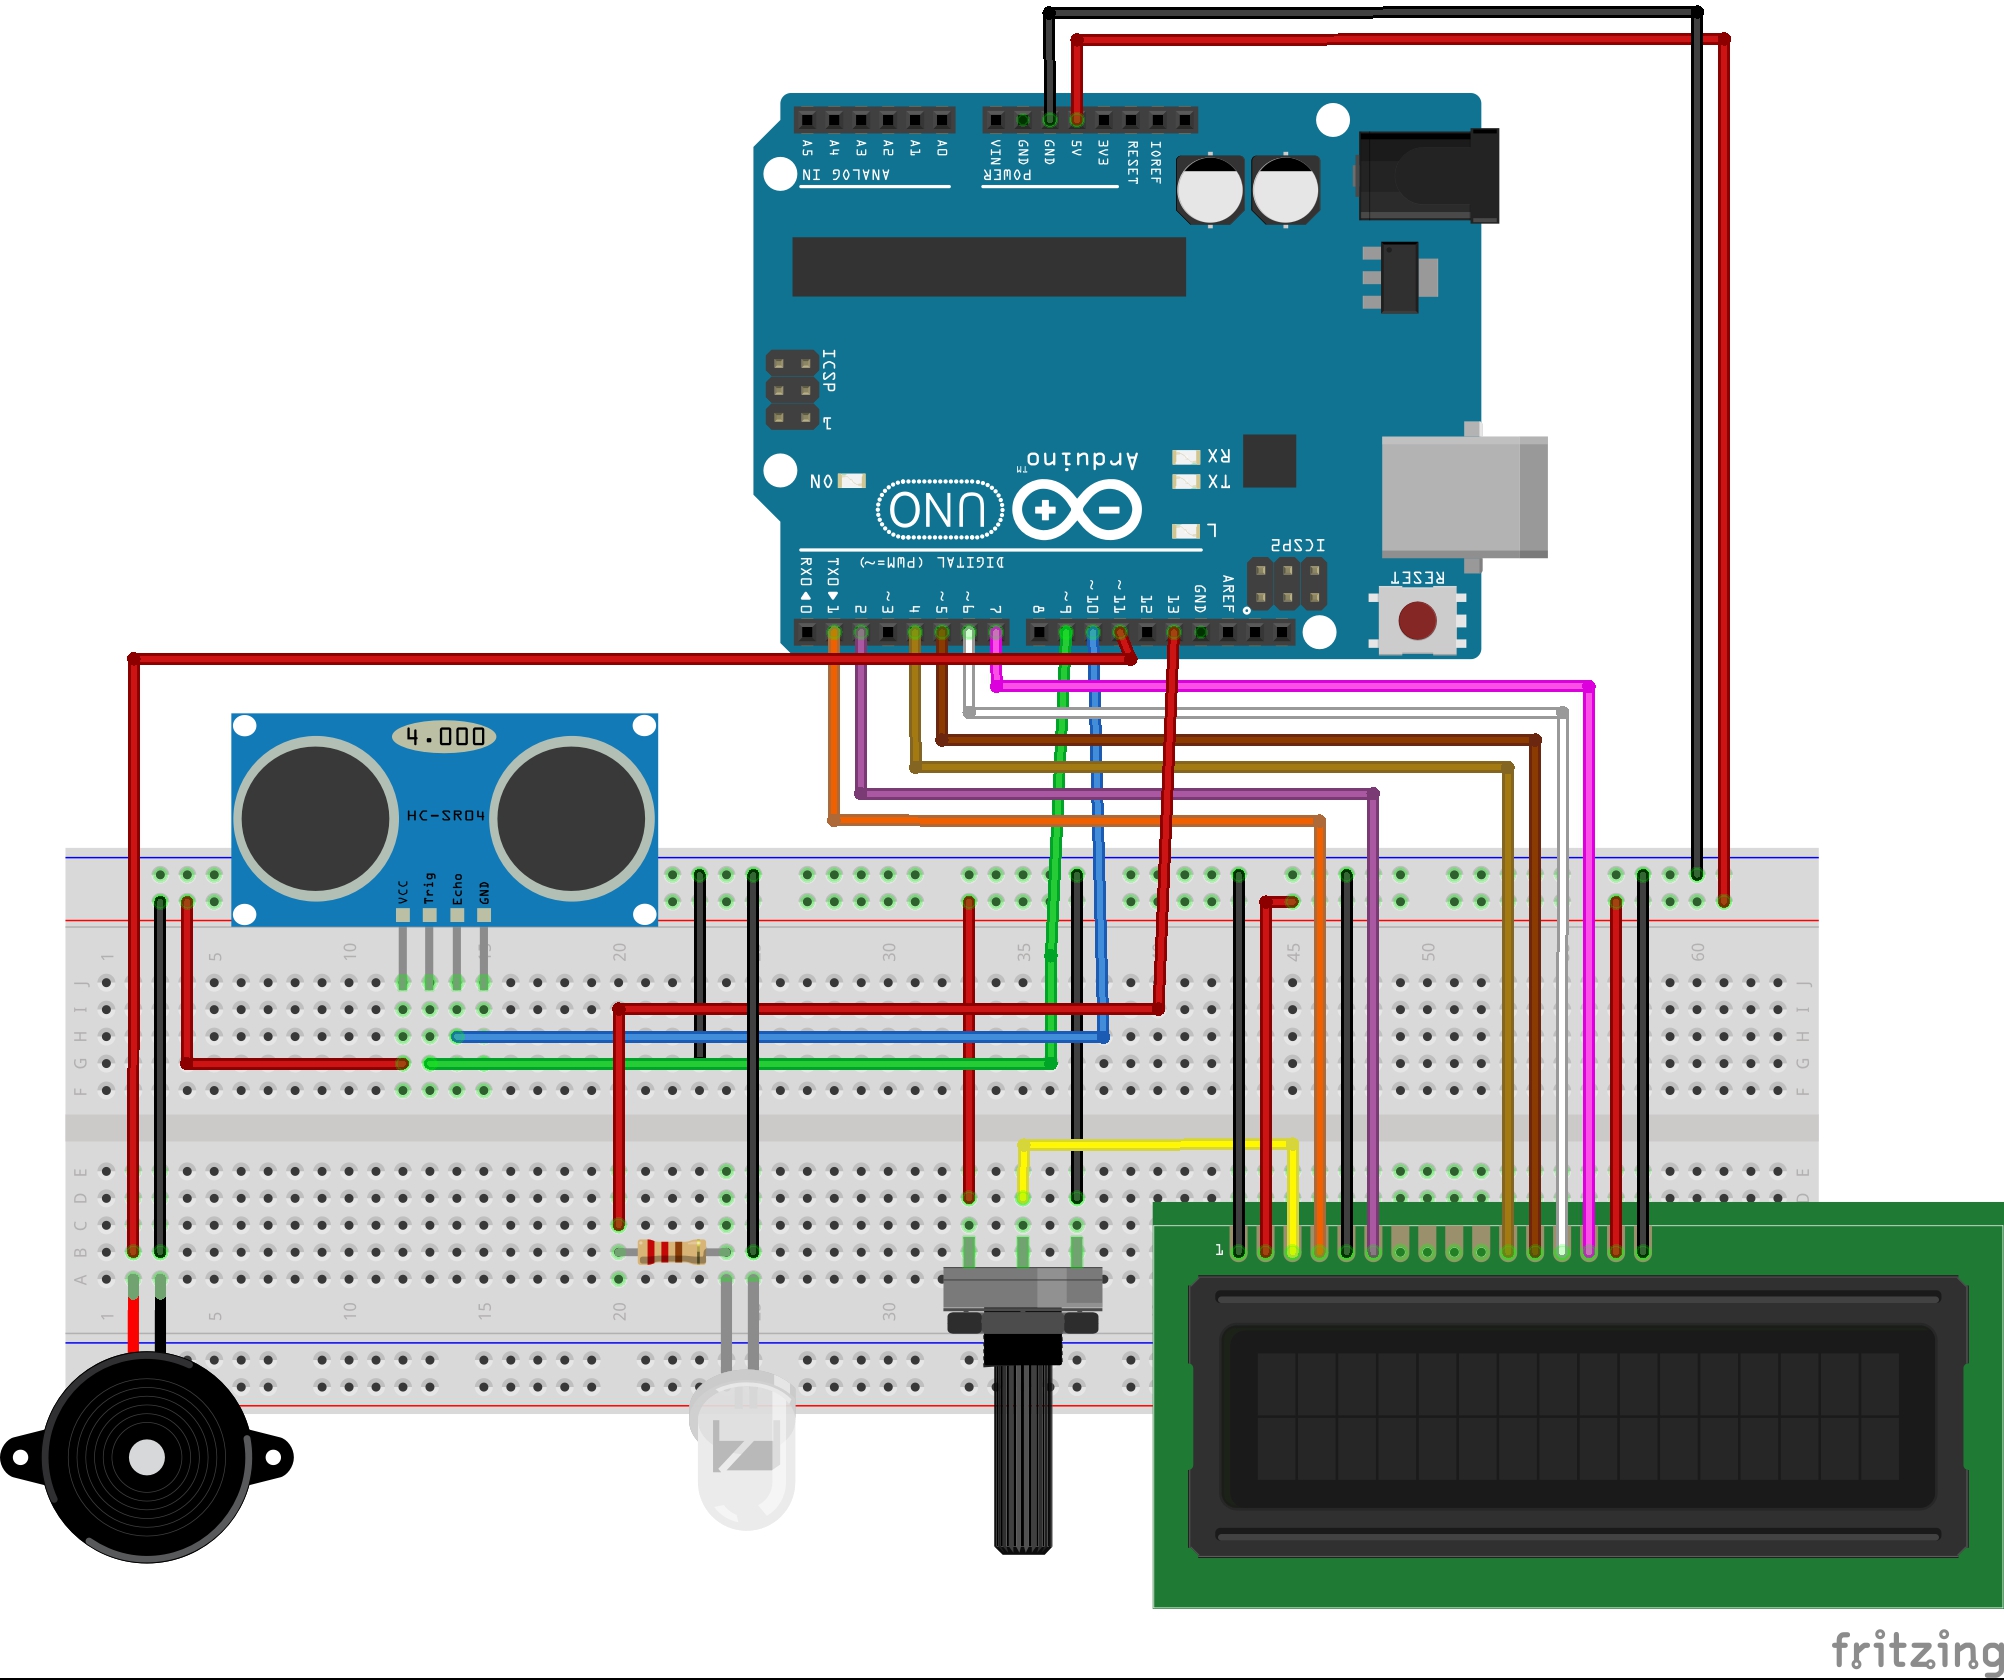 A5 A4 A3 A2 A1 A0
ANALOG IN
VIN GND GND 5V 3V3 RESET IOREF
POWER
ICSP
1
ON
UNO
Arduino
TM
RX
TX
L
ICSP2
RESET
DIGITAL (PWM=~)
RX0 TX0
0 1 2 ~3 4 ~5 ~6 7 8 ~9 ~10 ~11 12 13 GND AREF
4.000
HC-SR04
VCC Trig Echo GND
1 5 10 20 30 35 45 50 60
J J
I I
H H
G G
F F
E E
D D
C
B
A
1
1 5 10 15 20 30
fritzing